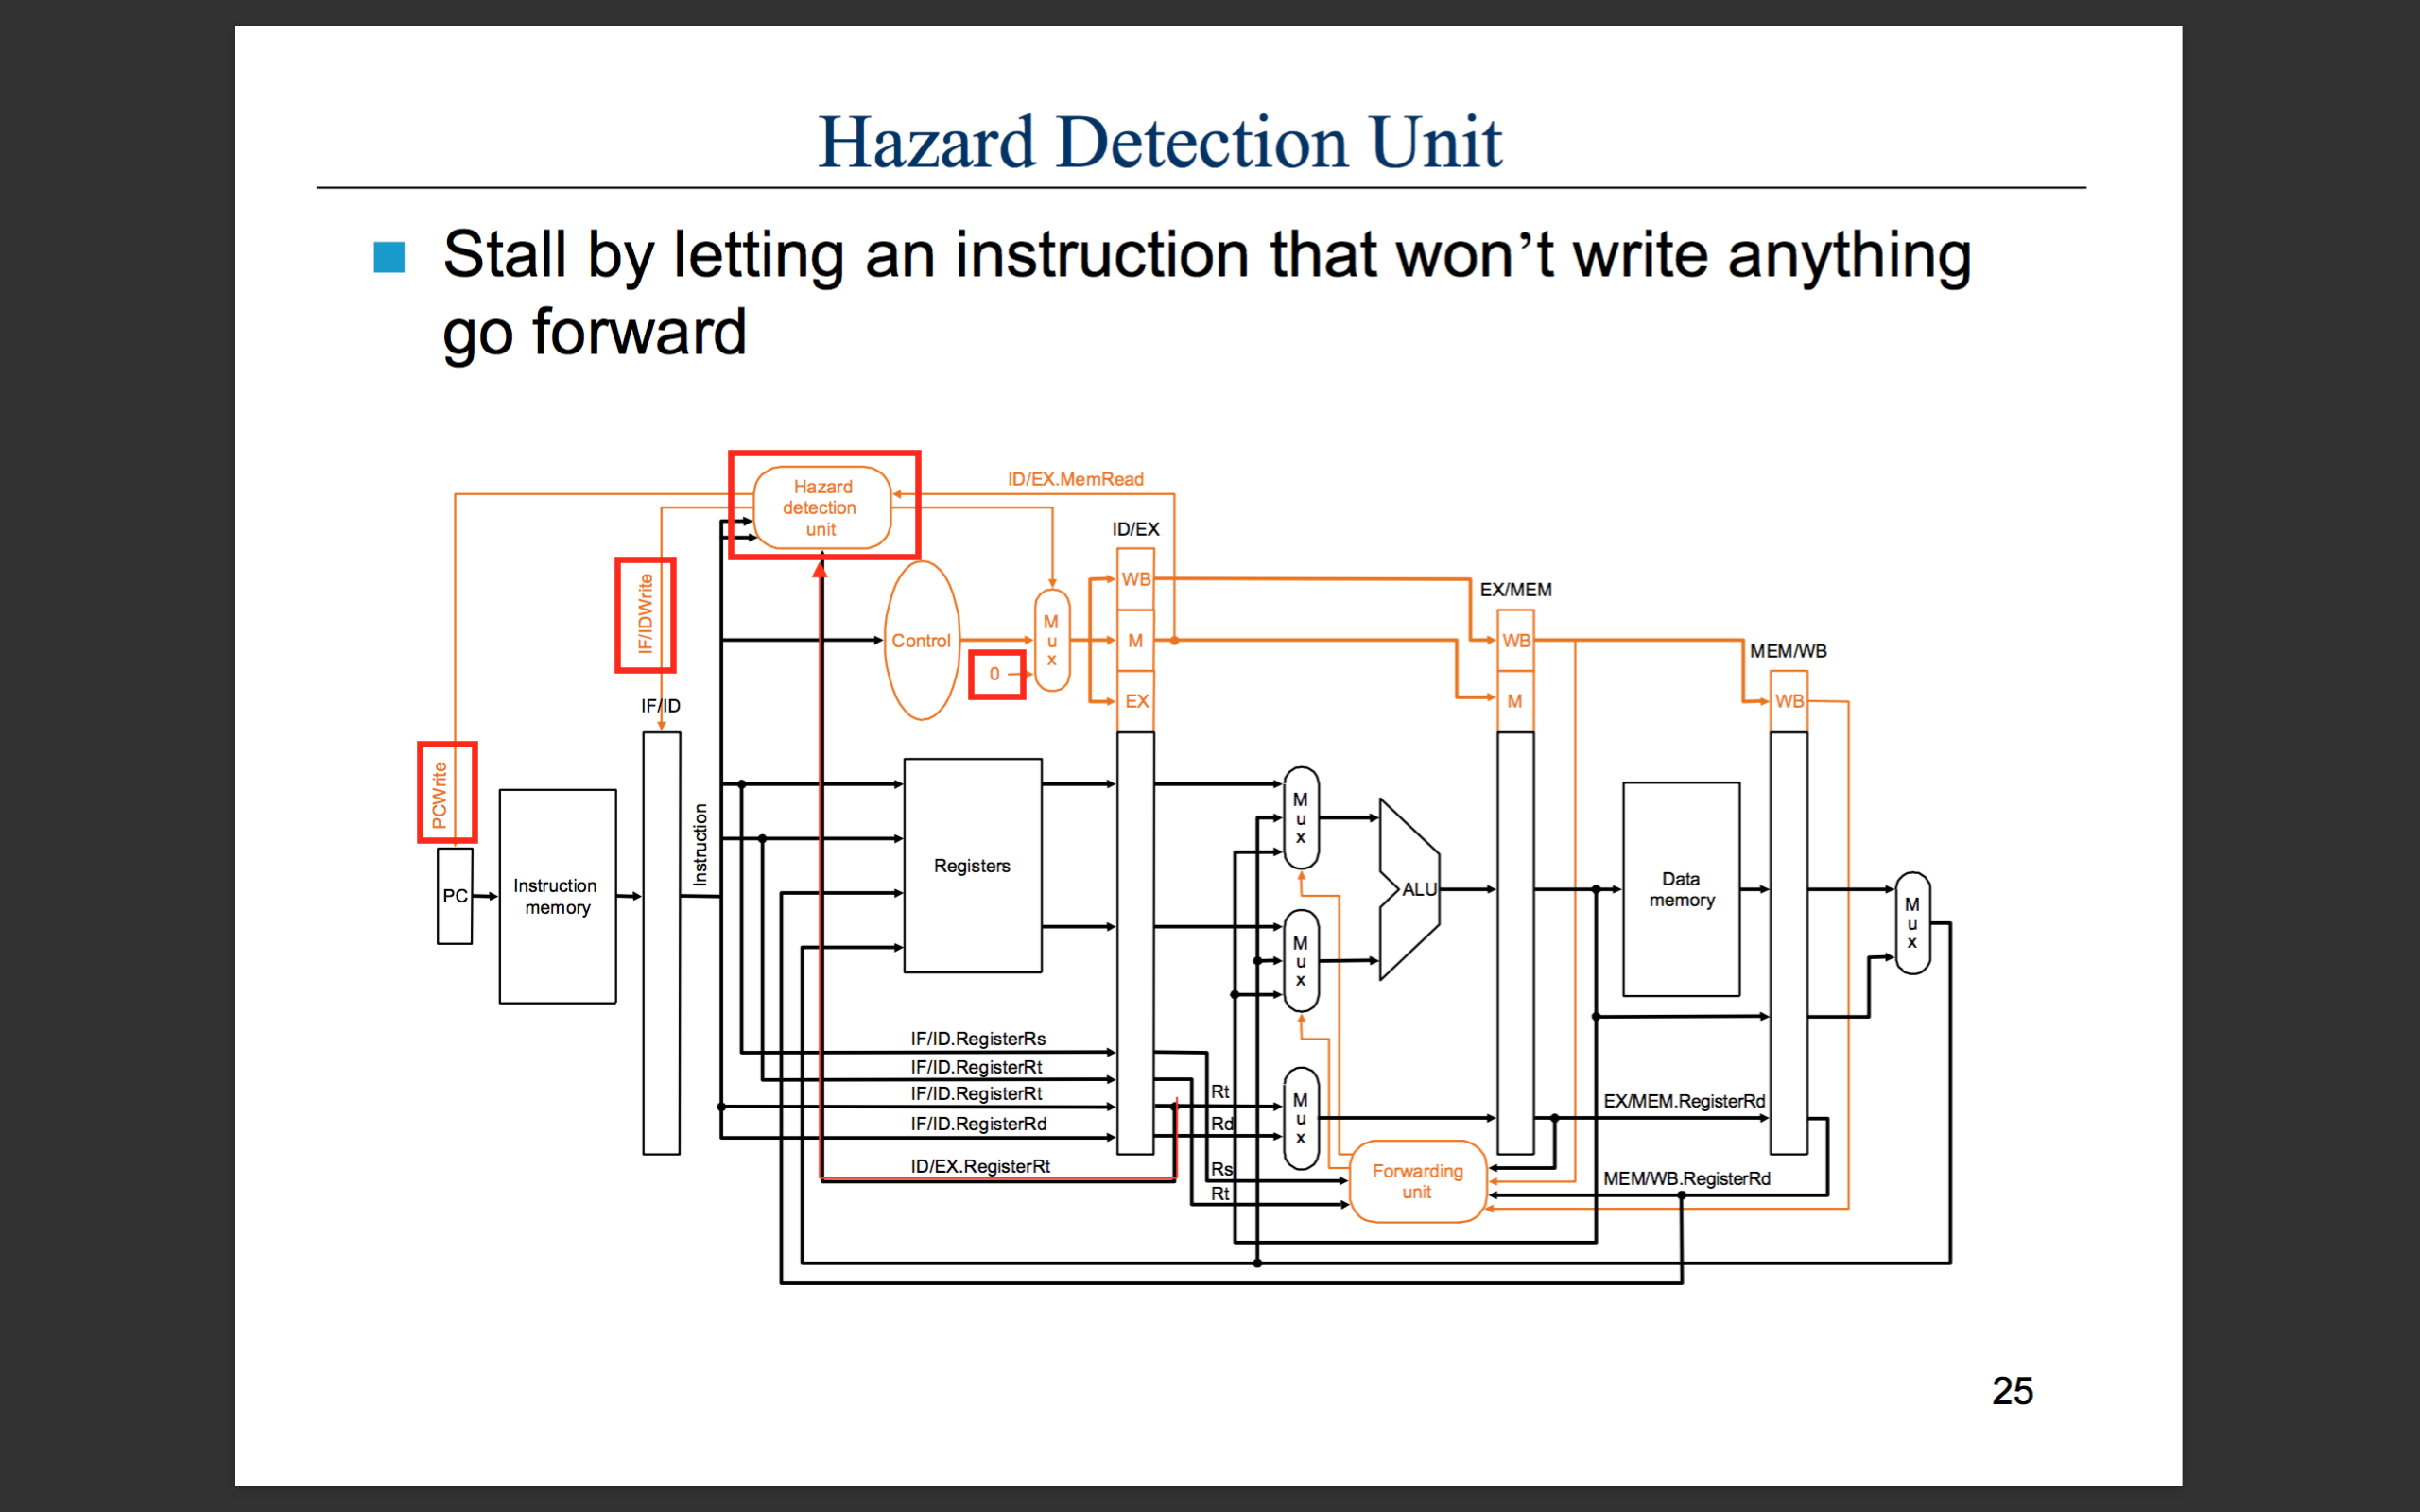 Hazard Detection Unit
Stall by letting an instruction that won’t write anything
go forward
Hazard
detection
unit
ID/EX.MemRead
ID/EX
WB
M
EX
EX/MEM
WB
M
MEM/WB
WB
IF/IDWrite
IF/ID
PCWrite
Control
0
M
u
x
PC
Instruction
memory
Instruction
Registers
M
u
x
M
u
x
M
u
x
ALU
Data
memory
M
u
x
IF/ID.RegisterRs
IF/ID.RegisterRt
IF/ID.RegisterRt
IF/ID.RegisterRd
ID/EX.RegisterRt
Rt
Rd
Rs
Rt
Forwarding
unit
EX/MEM.RegisterRd
MEM/WB.RegisterRd
25